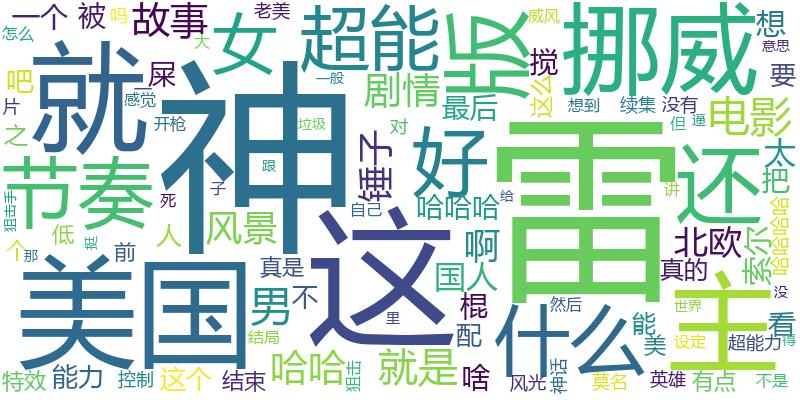 一个 被 故事 女 超能 版 威风 挪威 想
怎么 吗 老美 大 意思
就 神 屎 一般 剧情 搅 想到 续集 没有 要
吧 感觉 最后 这么 但 逼 电影
片 之 开枪 垃圾 对 好 雷 还 太
节奏 跟 锤子 讲 把
狙击手 死 子 自己 哈哈哈 给 哈哈哈哈
低 人 风景 这 啊 北欧 索尔
个 那 挺 前 真是 国人 真的 没
美国 男 不 里 棍 什么 然后 世界 主 看
结局 配 能 美 设定 超能力 得
特效 能力 控制 这个 结束 哈哈 狙击 就是 啥 风光 神话 莫名 英雄 有点 不是